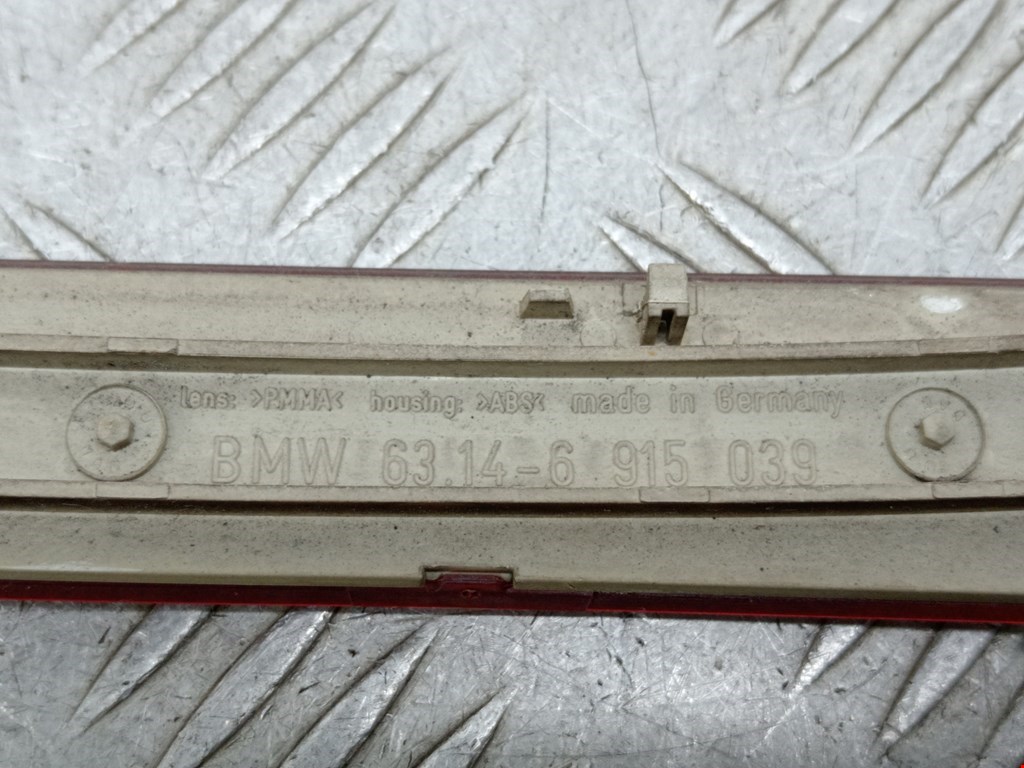 lens: >PMMA< housing: >ABS< made in Germany
BMW 63.14-6 915 039